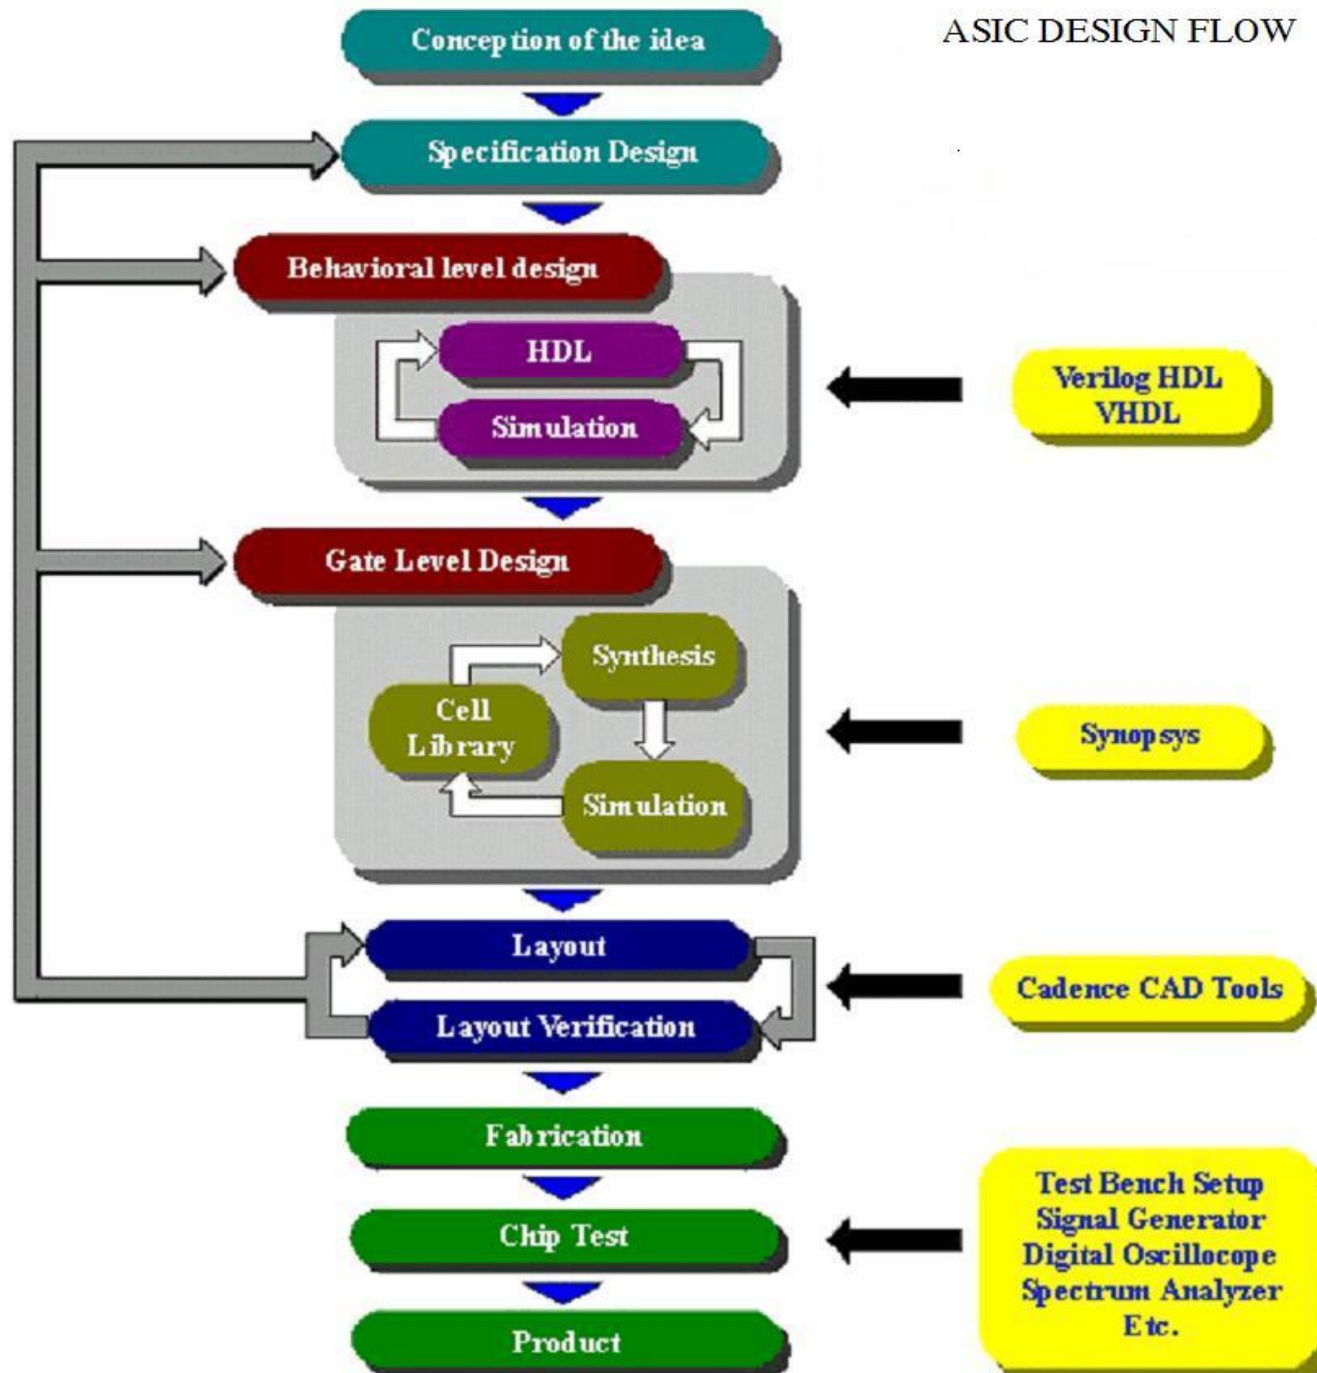 ASIC DESIGN FLOW
Conception of the idea
Specification Design
Behavioral level design
HDL
Simulation
Verilog HDL
VHDL
Gate Level Design
Synthesis
Cell
Library
Simulation
Synopsys
Layout
Layout Verification
Cadence CAD Tools
Fabrication
Chip Test
Product
Test Bench Setup
Signal Generator
Digital Oscillocope
Spectrum Analyzer
Etc.